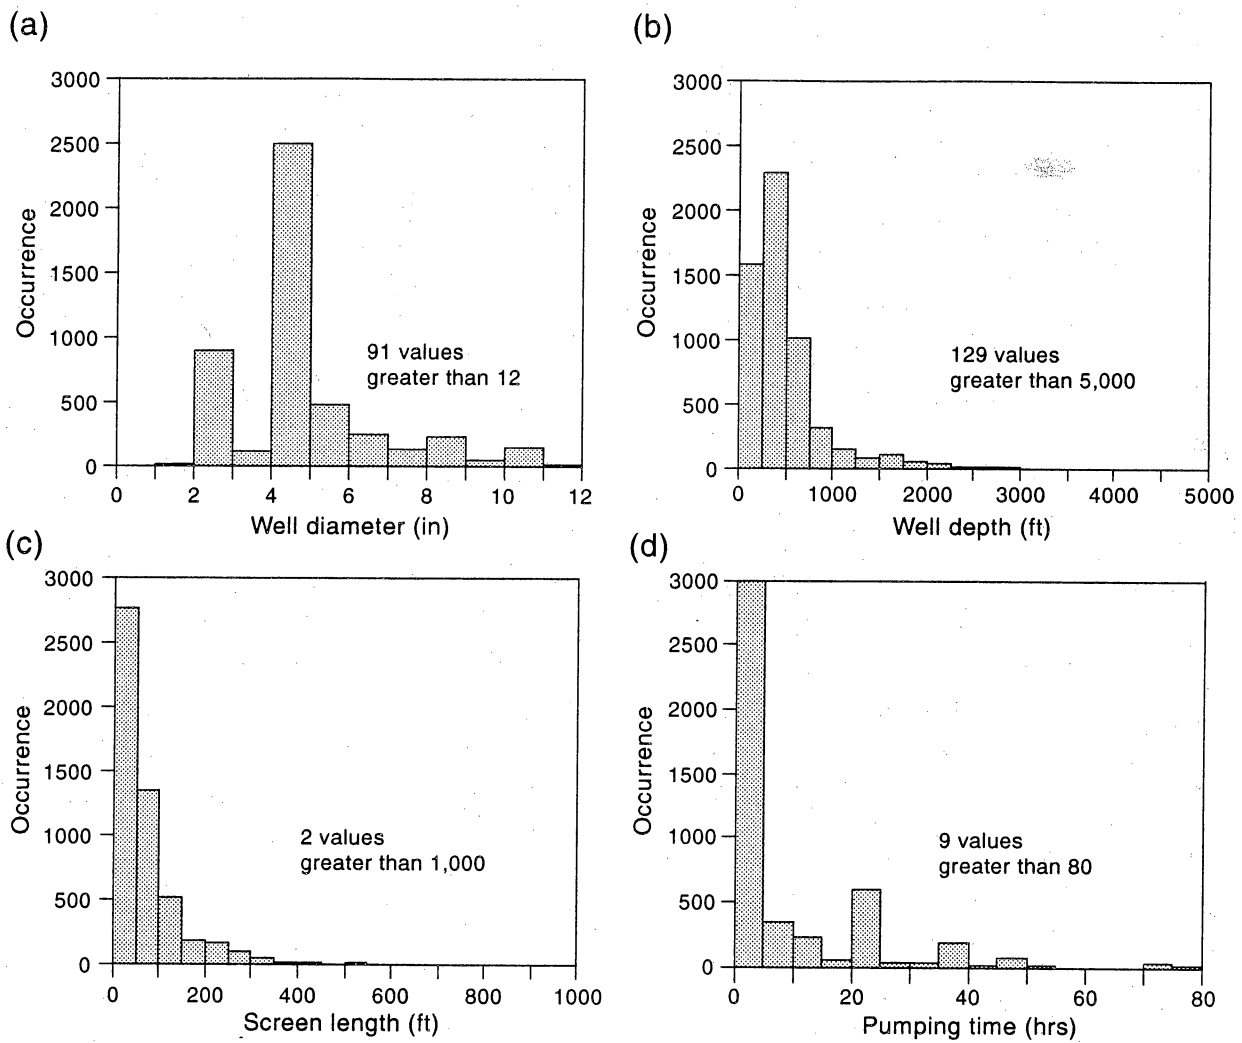 (a)
3000
2500
2000
1500
1000
500
0
Occurrence
91 values
greater than 12
0 2 4 6 8 10 12
Well diameter (in)
(b)
3000
2500
2000
1500
1000
500
0
Occurrence
129 values
greater than 5,000
0 1000 2000 3000 4000 5000
Well depth (ft)
(c)
3000
2500
2000
1500
1000
500
0
Occurrence
2 values
greater than 1,000
0 200 400 600 800 1000
Screen length (ft)
(d)
3000
2500
2000
1500
1000
500
0
Occurrence
9 values
greater than 80
0 20 40 60 80
Pumping time (hrs)